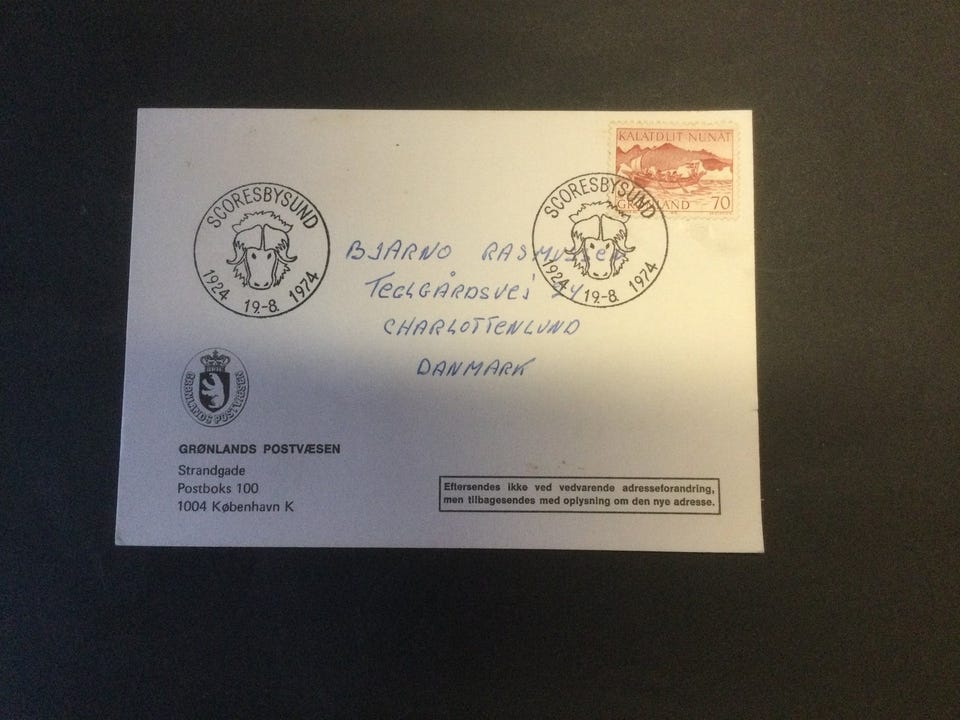 KALATDLIT NUNAT
GRØNLAND 70
SCORESBYSUND
1924 19.-8. 1974
SCORESBYSUND
1924 19.-8. 1974
BJARNO RASMUSSEN
TEGLGÅRDSVEJ
CHARLOTTENLUND
DANMARK
GRØNLANDS POSTVÆSEN
GRØNLANDS POSTVÆSEN
Strandgade
Postboks 100
1004 København K
Eftersendes ikke ved vedvarende adresseforandring,
men tilbagesendes med oplysning om den nye adresse.